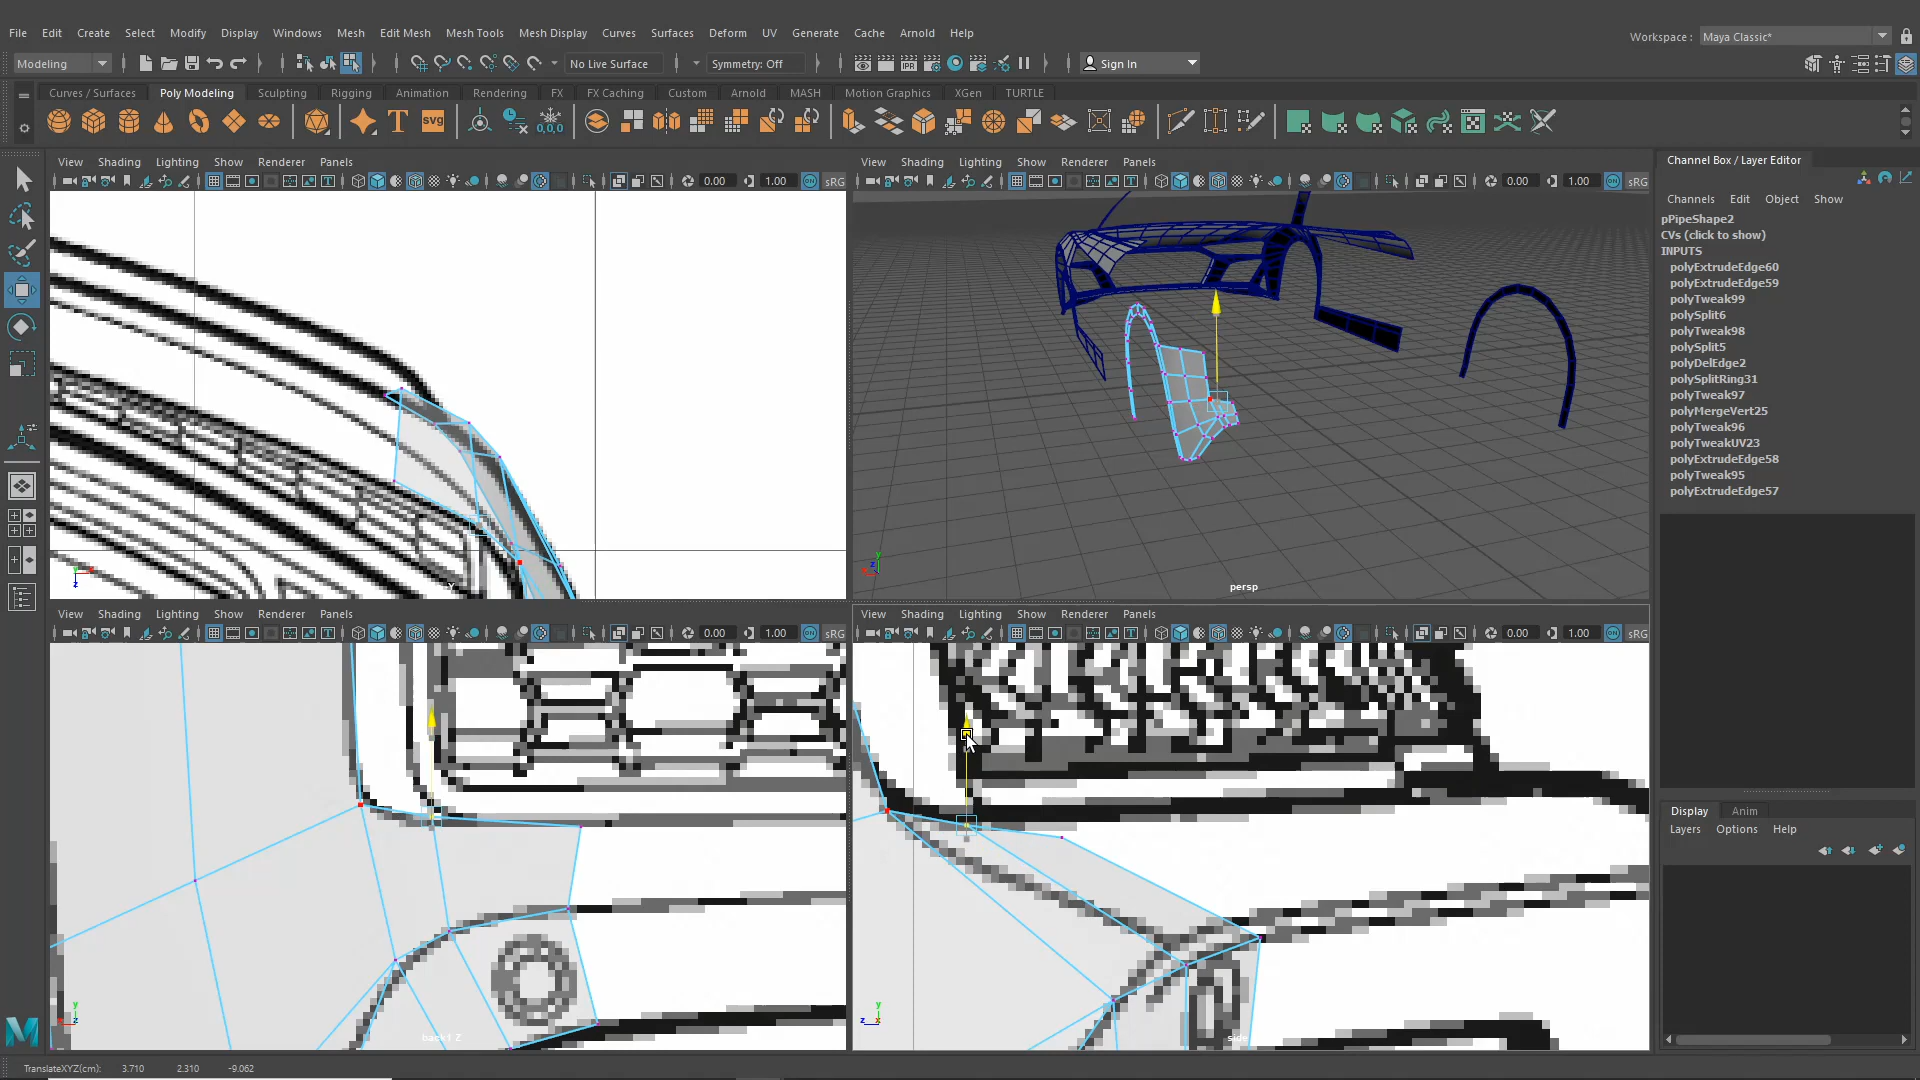 File Edit Create Select Modify Display Windows Mesh Edit Mesh Mesh Tools Mesh Display Curves Surfaces Deform UV Generate Cache Arnold Help
Workspace : Maya Classic*
Modeling No Live Surface Symmetry: Off Sign In
Curves / Surfaces Poly Modeling Sculpting Rigging Animation Rendering FX FX Caching Custom Arnold MASH Motion Graphics XGen TURTLE
T svg 0,0,0
Channel Box / Layer Editor
View Shading Lighting Show Renderer Panels
0.00 1.00 sRG
View Shading Lighting Show Renderer Panels
0.00 1.00 sRG
persp
Channels Edit Object Show
pPipeShape2
CVs (click to show)
INPUTS
polyExtrudeEdge60
polyExtrudeEdge59
polyTweak99
polySplit6
polyTweak98
polySplit5
polyDelEdge2
polySplitRing31
polyTweak97
polyMergeVert25
polyTweak96
polyTweakUV23
polyExtrudeEdge58
polyTweak95
polyExtrudeEdge57
View Shading Lighting Show Renderer Panels
0.00 1.00 sRG
back1 Z
View Shading Lighting Show Renderer Panels
0.00 1.00 sRG
side
Display Anim
Layers Options Help
TranslateXYZ(cm): 3.710 2.310 -9.062